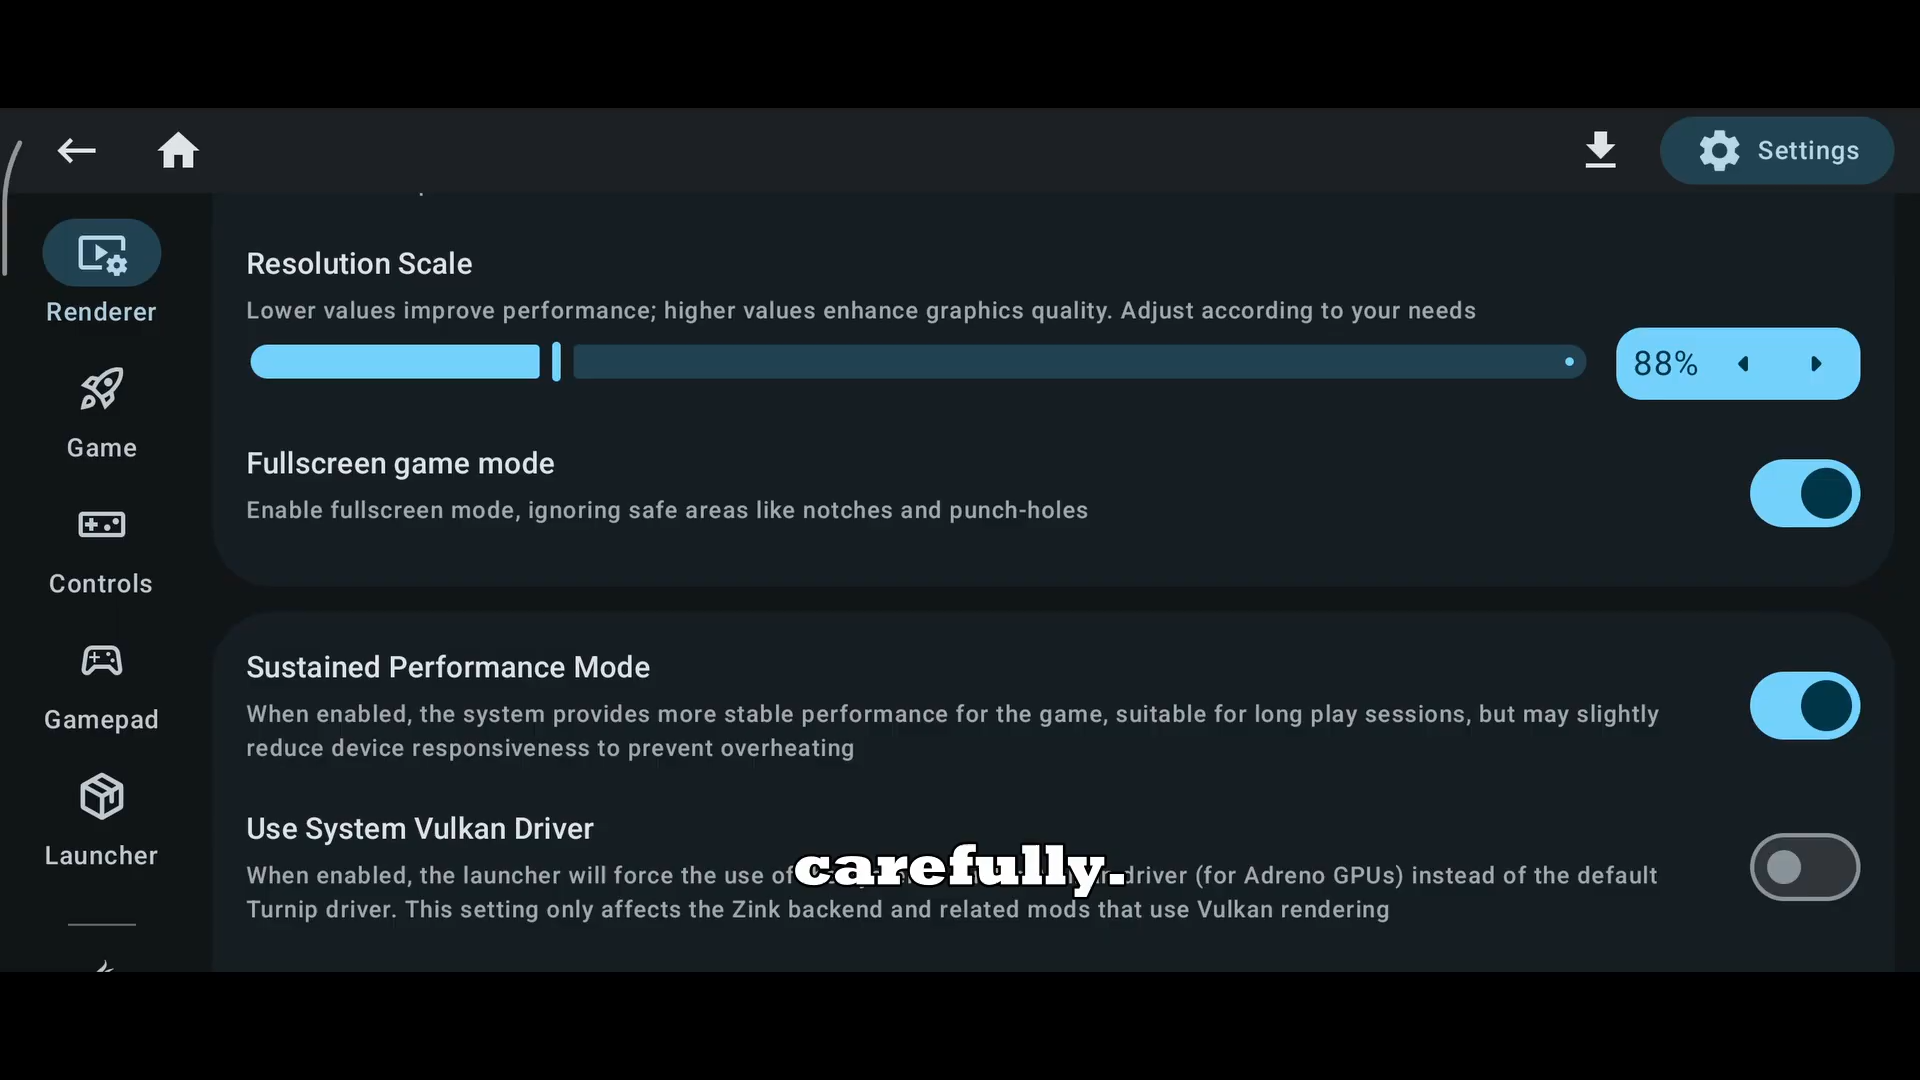 Settings
Renderer
Game
Controls
Gamepad
Launcher
Resolution Scale
Lower values improve performance; higher values enhance graphics quality. Adjust according to your needs
88%
Fullscreen game mode
Enable fullscreen mode, ignoring safe areas like notches and punch-holes
Sustained Performance Mode
When enabled, the system provides more stable performance for the game, suitable for long play sessions, but may slightly
reduce device responsiveness to prevent overheating
Use System Vulkan Driver
When enabled, the launcher will force the use of driver (for Adreno GPUs) instead of the default
Turnip driver. This setting only affects the Zink backend and related mods that use Vulkan rendering
carefully.